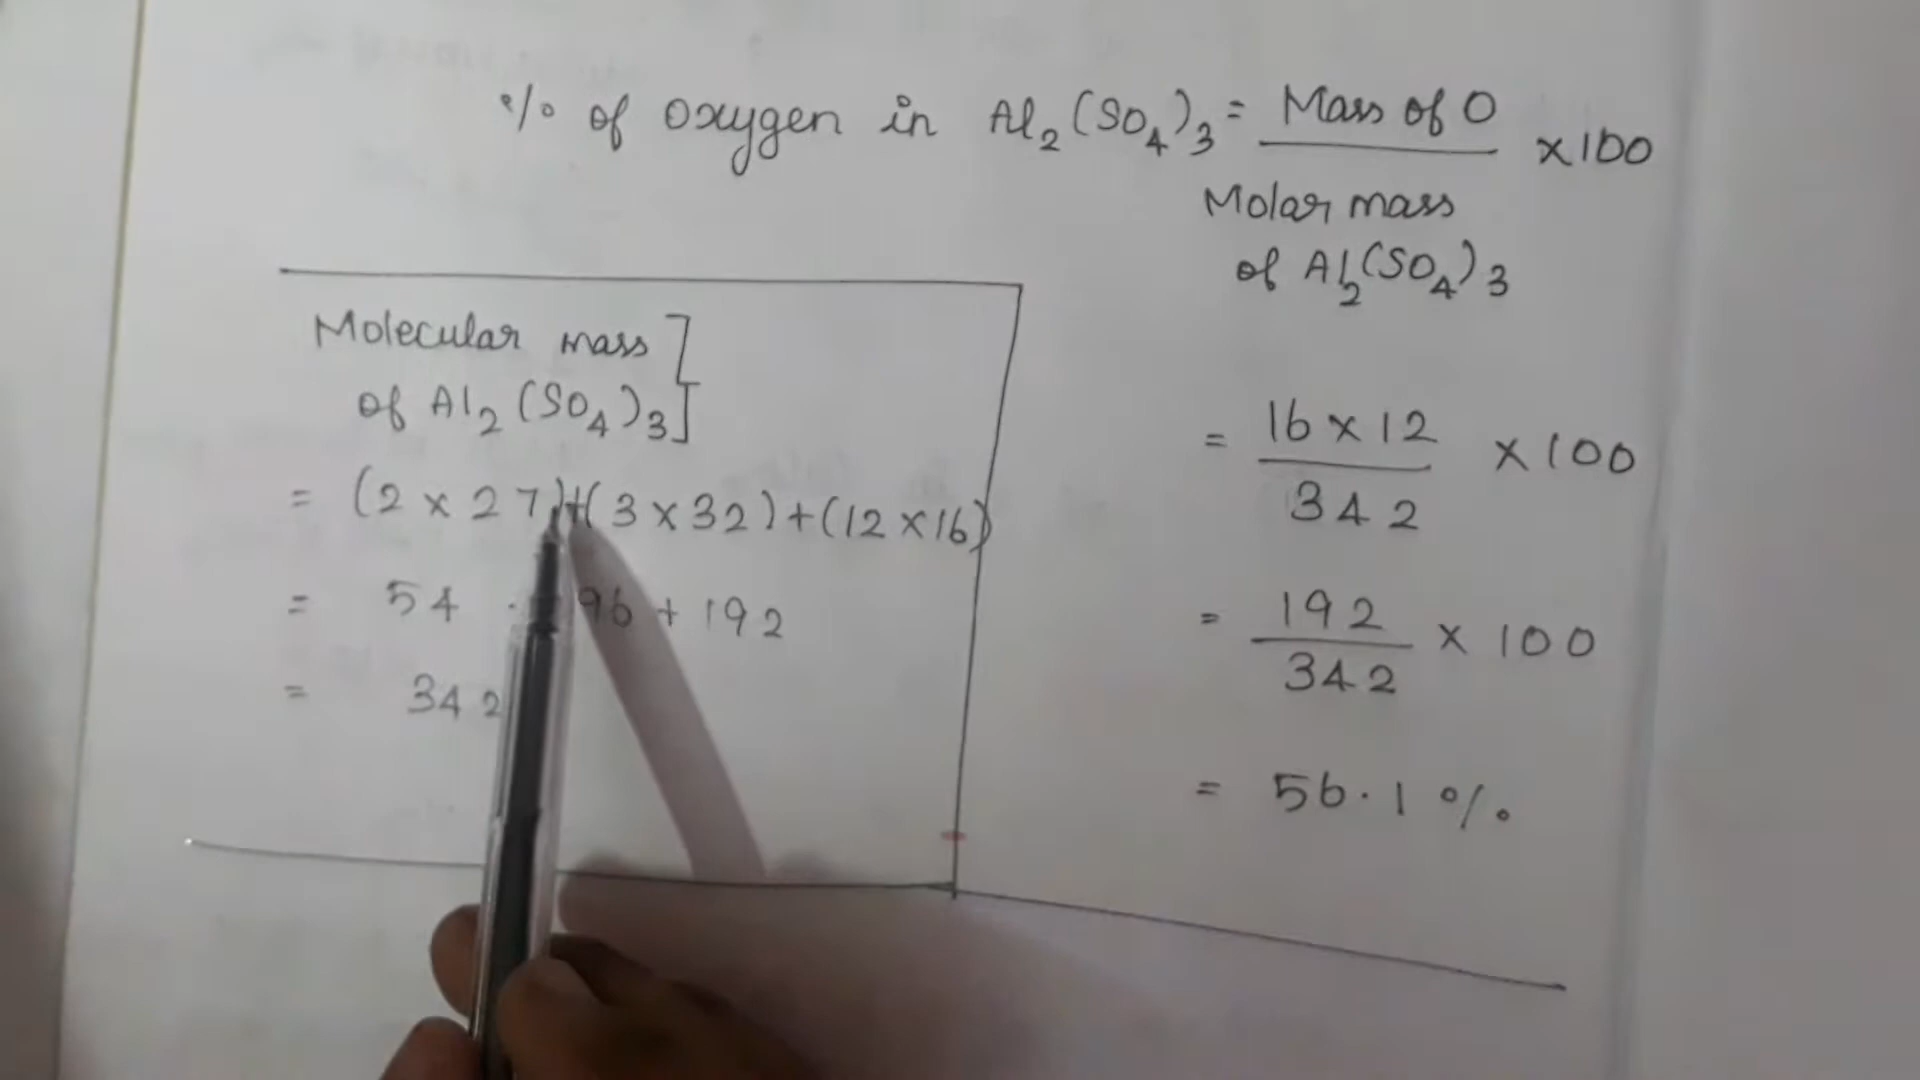 % of Oxygen in Al₂(SO₄)₃ = Mass of O / Molar mass of Al₂(SO₄)₃ ×100
Molecular mass ]
of Al₂(SO₄)₃ ]
= (2 × 27)+(3 × 32)+(12 ×16)
= 54 96 + 192
= 342
= 16 × 12 / 342 × 100
= 192 / 342 × 100
= 56.1 %